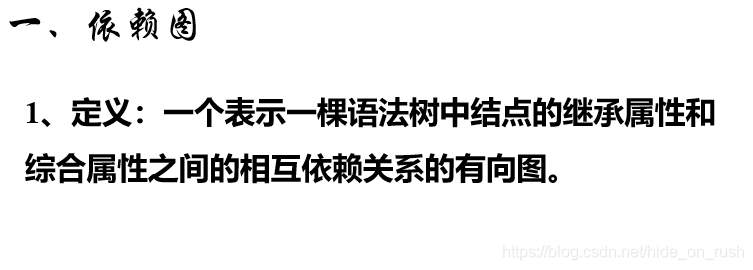 一、依赖图
1、定义：一个表示一棵语法树中结点的继承属性和
综合属性之间的相互依赖关系的有向图。
https://blog.csdn.net/hide_on_rush